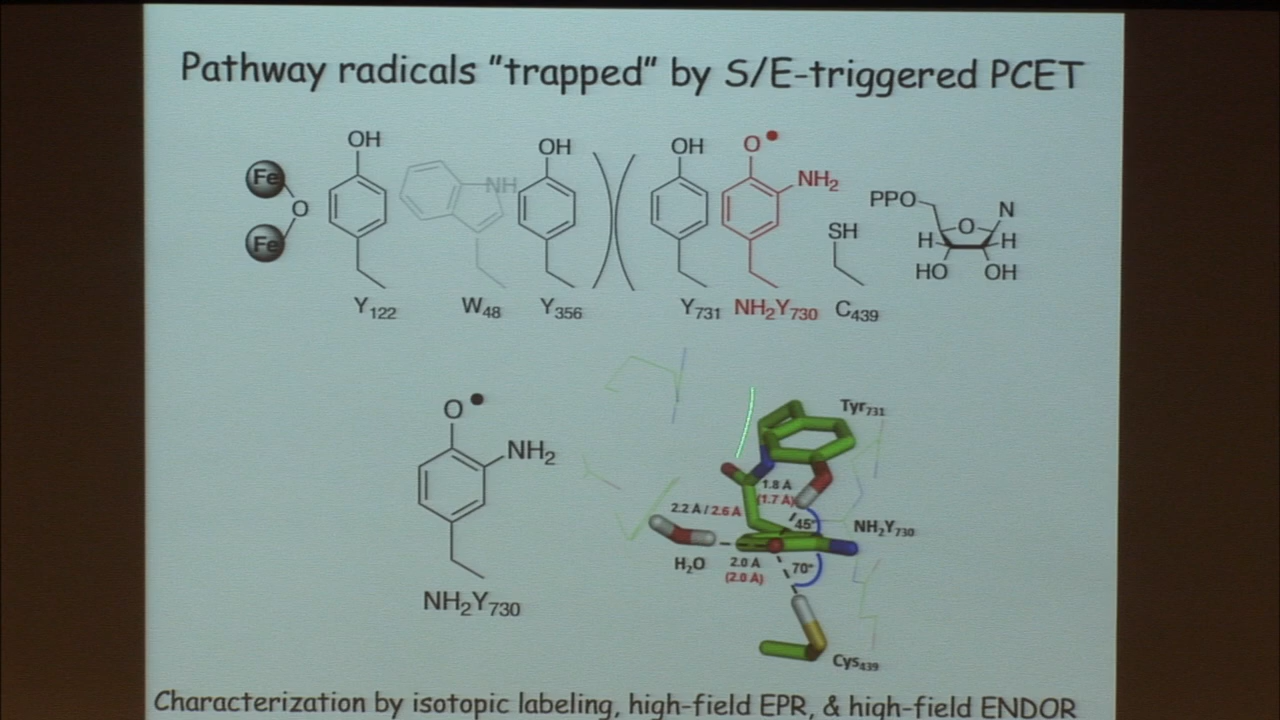 Pathway radicals "trapped" by S/E-triggered PCET
OH
OH
OH
O•
NH
NH₂
Fe
O
Fe
PPO
O
N
SH
H
H
HO
OH
Y₁₂₂
W₄₈
Y₃₅₆
Y₇₃₁
NH₂Y₇₃₀
C₄₃₉
O•
NH₂
NH₂Y₇₃₀
Tyr₇₃₁
1.8 Å
(1.7 Å)
2.2 Å / 2.6 Å
45°
NH₂Y₇₃₀
H₂O
2.0 Å
(2.0 Å)
70°
Cys₄₃₉
Characterization by isotopic labeling, high-field EPR, & high-field ENDOR